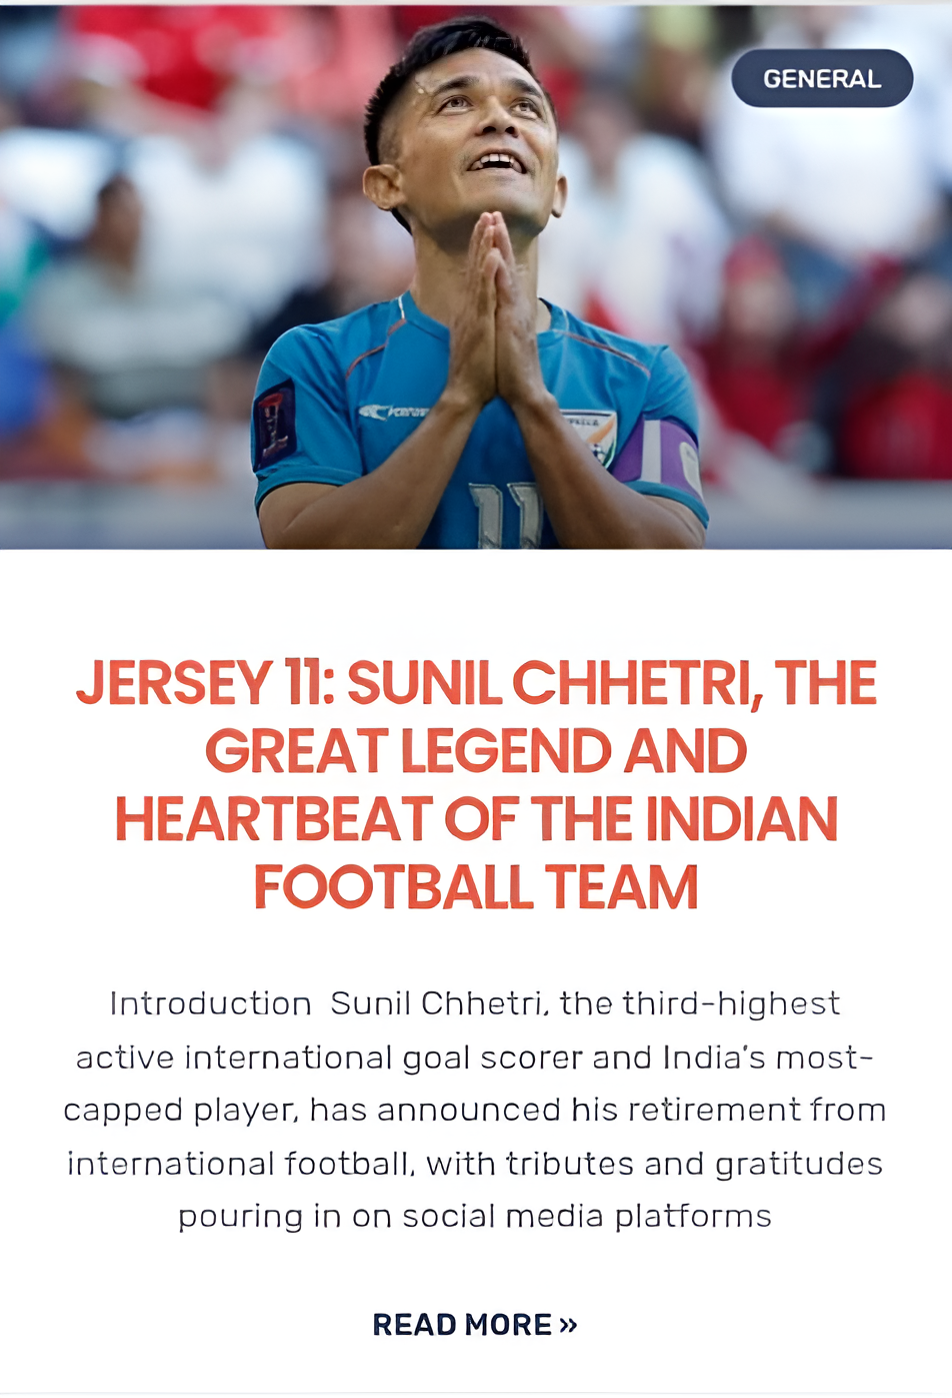 GENERAL
11
JERSEY 11: SUNIL CHHETRI, THE
GREAT LEGEND AND
HEARTBEAT OF THE INDIAN
FOOTBALL TEAM
Introduction  Sunil Chhetri, the third-highest
active international goal scorer and India's most-
capped player, has announced his retirement from
international football, with tributes and gratitudes
pouring in on social media platforms
READ MORE »